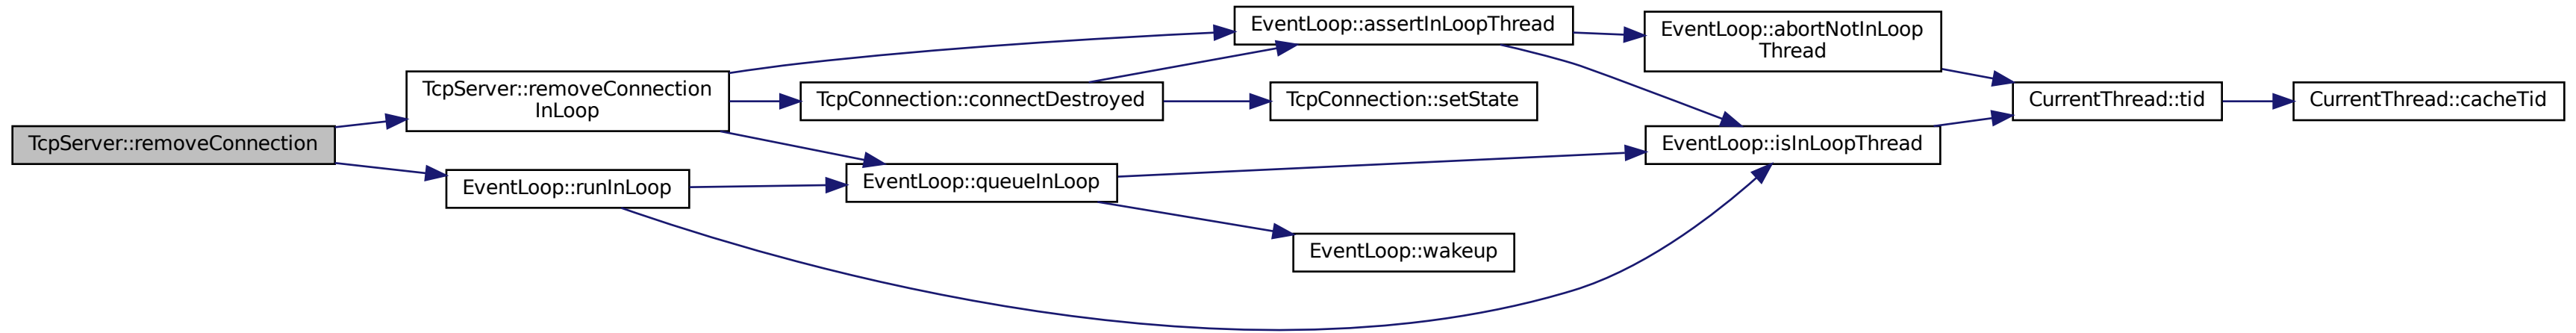 TcpServer::removeConnection
TcpServer::removeConnection
InLoop
EventLoop::runInLoop
TcpConnection::connectDestroyed
EventLoop::queueInLoop
EventLoop::assertInLoopThread
TcpConnection::setState
EventLoop::wakeup
EventLoop::abortNotInLoop
Thread
EventLoop::isInLoopThread
CurrentThread::tid
CurrentThread::cacheTid